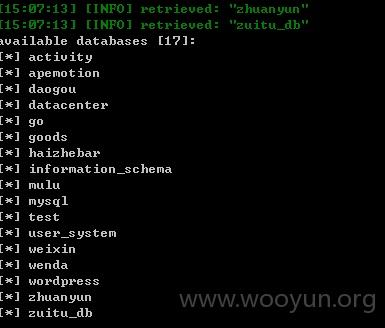 [15:07:13] [INFO] retrieved: "zhuanyun"
[15:07:13] [INFO] retrieved: "zuitu_db"
available databases [17]:
[*] activity
[*] apemotion
[*] daogou
[*] datacenter
[*] go
[*] goods
[*] haizhebar
[*] information_schema
[*] mulu
[*] mysql
[*] test
[*] user_system
[*] weixin
[*] wenda
[*] wordpress
[*] zhuanyun
[*] zuitu_db
www.wooyun.org